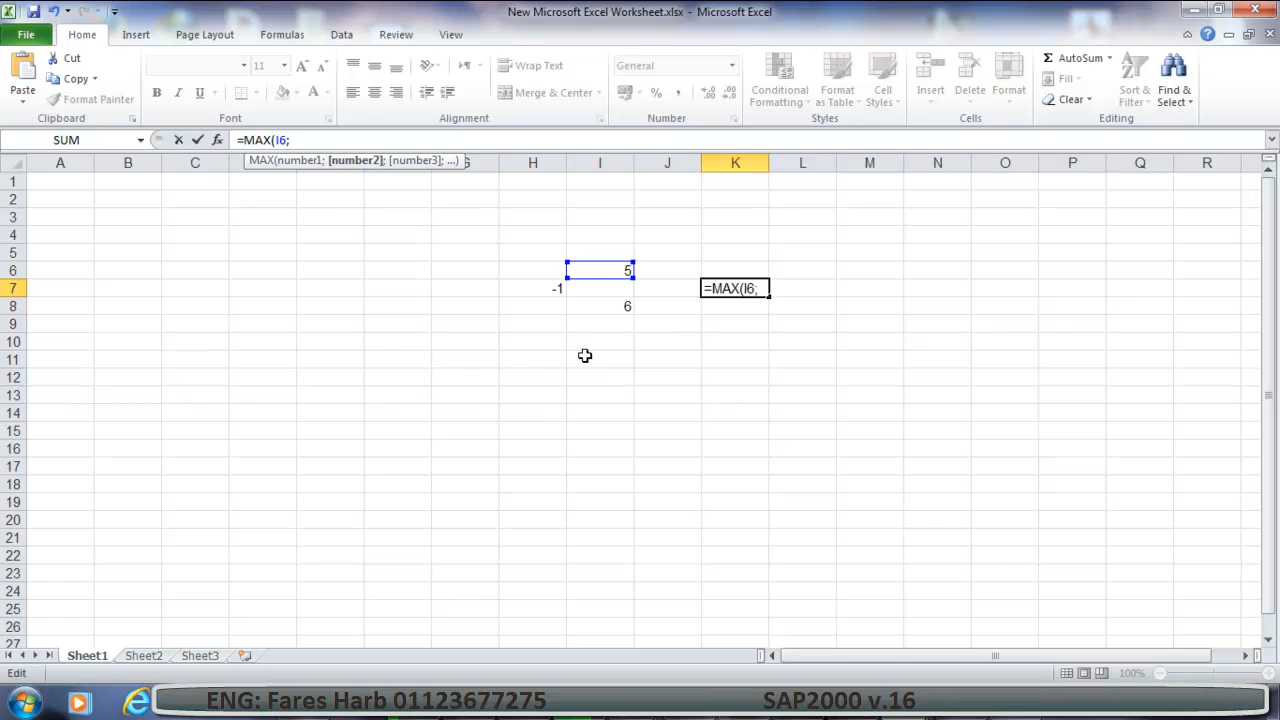 New Microsoft Excel Worksheet.xlsx - Microsoft Excel
File Home Insert Page Layout Formulas Data Review View
Paste
Cut
Copy
Format Painter
Clipboard
11
A A
B I U A
Font
Wrap Text
Merge & Center
Alignment
General
% ,
Number
Conditional Formatting
Format as Table
Cell Styles
Styles
Insert Delete Format
Cells
Σ AutoSum
Fill
Clear
Sort & Filter
Find & Select
Editing
SUM fx =MAX(I6;
MAX(number1; [number2]; [number3]; ...)
A B C G H I J K L M N O P Q R
1
2
3
4
5
6 5
7 -1 =MAX(I6;
8 6
9
10
11
12
13
14
15
16
17
18
19
20
21
22
23
24
25
26
27
Sheet1 Sheet2 Sheet3
Edit 100%
ENG: Fares Harb 01123677275 SAP2000 v.16